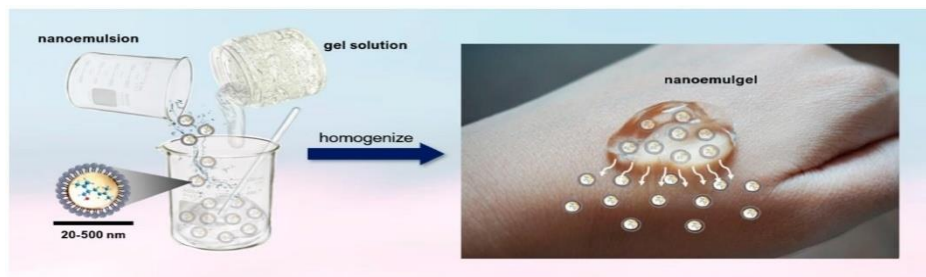 nanoemulsion
gel solution
homogenize
20-500 nm
nanoemulgel